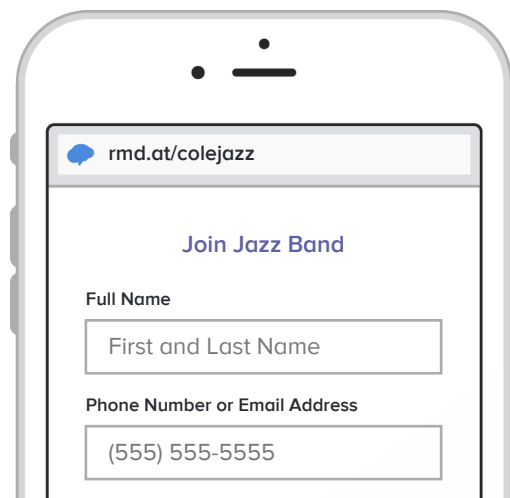 rmd.at/colejazz
Join Jazz Band
Full Name
First and Last Name
Phone Number or Email Address
(555) 555-5555